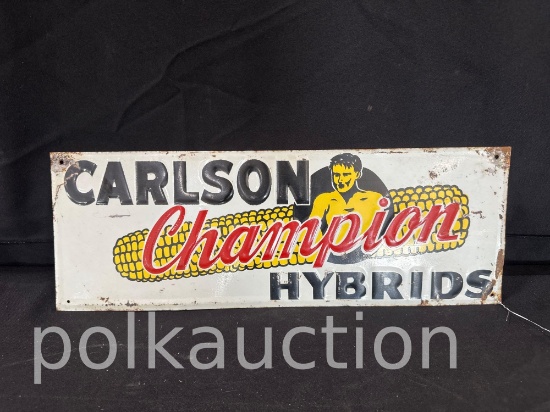 CARLSON
Champion
HYBRIDS
polkauction